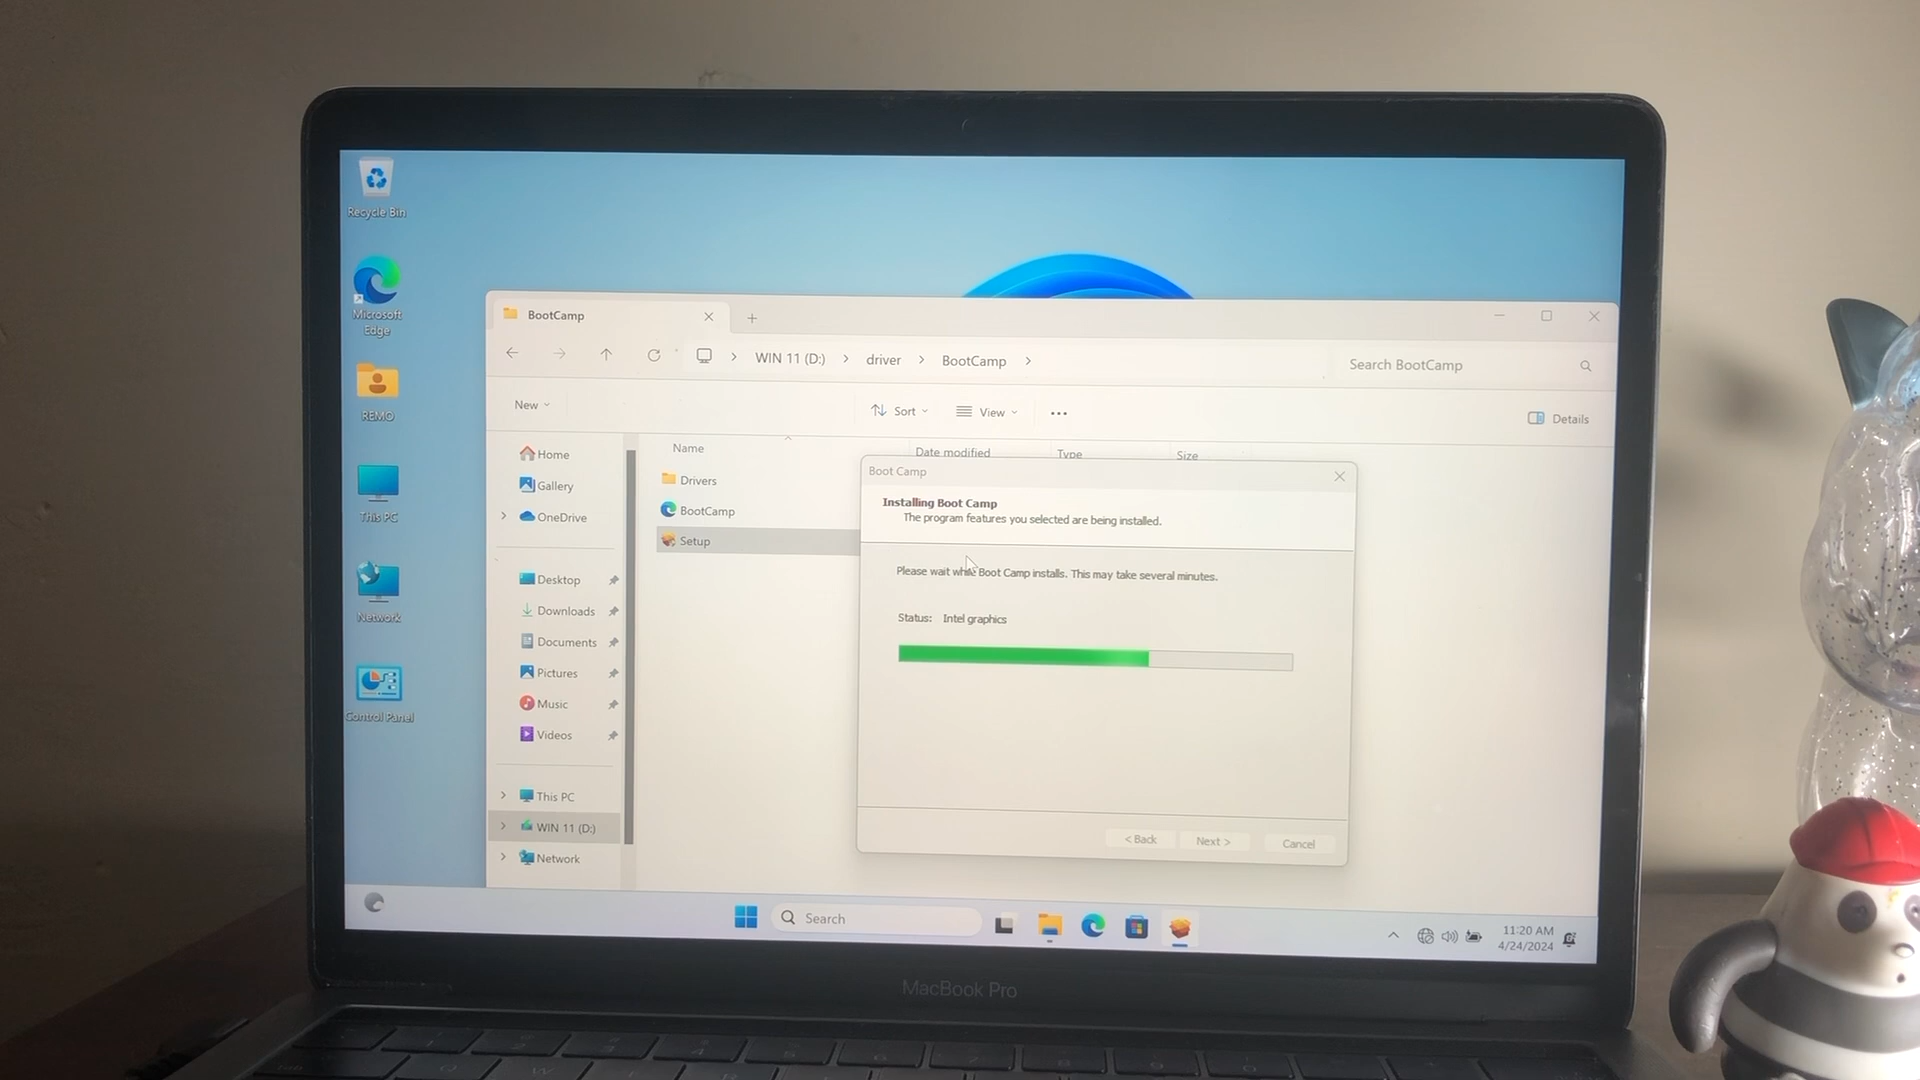 Recycle Bin
Microsoft
Edge
REMO
This PC
Network
Control Panel
BootCamp
WIN 11 (D:)
driver
BootCamp
Search BootCamp
New
Sort
View
Details
Home
Gallery
OneDrive
Desktop
Downloads
Documents
Pictures
Music
Videos
This PC
WIN 11 (D:)
Network
Name
Date modified
Type
Size
Drivers
BootCamp
Setup
Boot Camp
Installing Boot Camp
The program features you selected are being installed.
Please wait while Boot Camp installs. This may take several minutes.
Status: Intel graphics
< Back
Next >
Cancel
Search
11:20 AM
4/24/2024
MacBook Pro